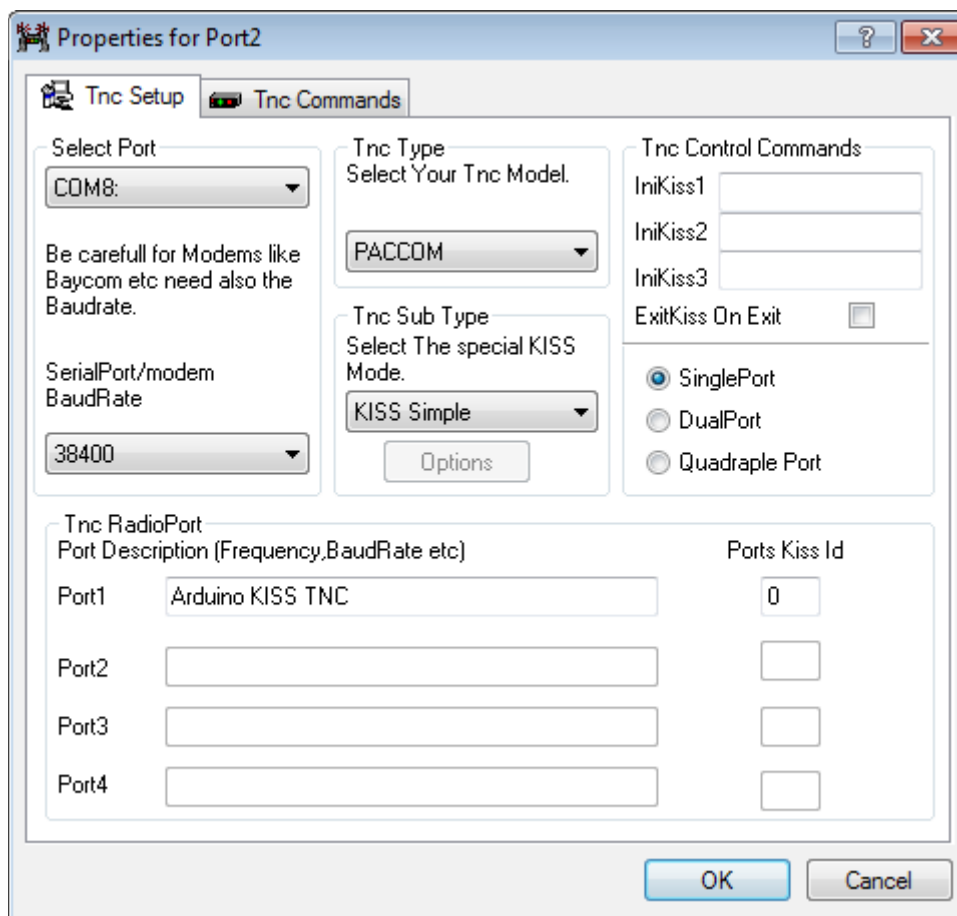 Properties for Port2
Tnc Setup
Tnc Commands
Select Port
COM8:
Be carefull for Modems like
Baycom etc need also the
Baudrate.
SerialPort/modem
BaudRate
38400
Tnc Type
Select Your Tnc Model.
PACCOM
Tnc Sub Type
Select The special KISS
Mode.
KISS Simple
Options
Tnc Control Commands
IniKiss1
IniKiss2
IniKiss3
ExitKiss On Exit
SinglePort
DualPort
Quadraple Port
Tnc RadioPort
Port Description (Frequency,BaudRate etc)
Ports Kiss Id
Port1
Arduino KISS TNC
0
Port2
Port3
Port4
OK
Cancel